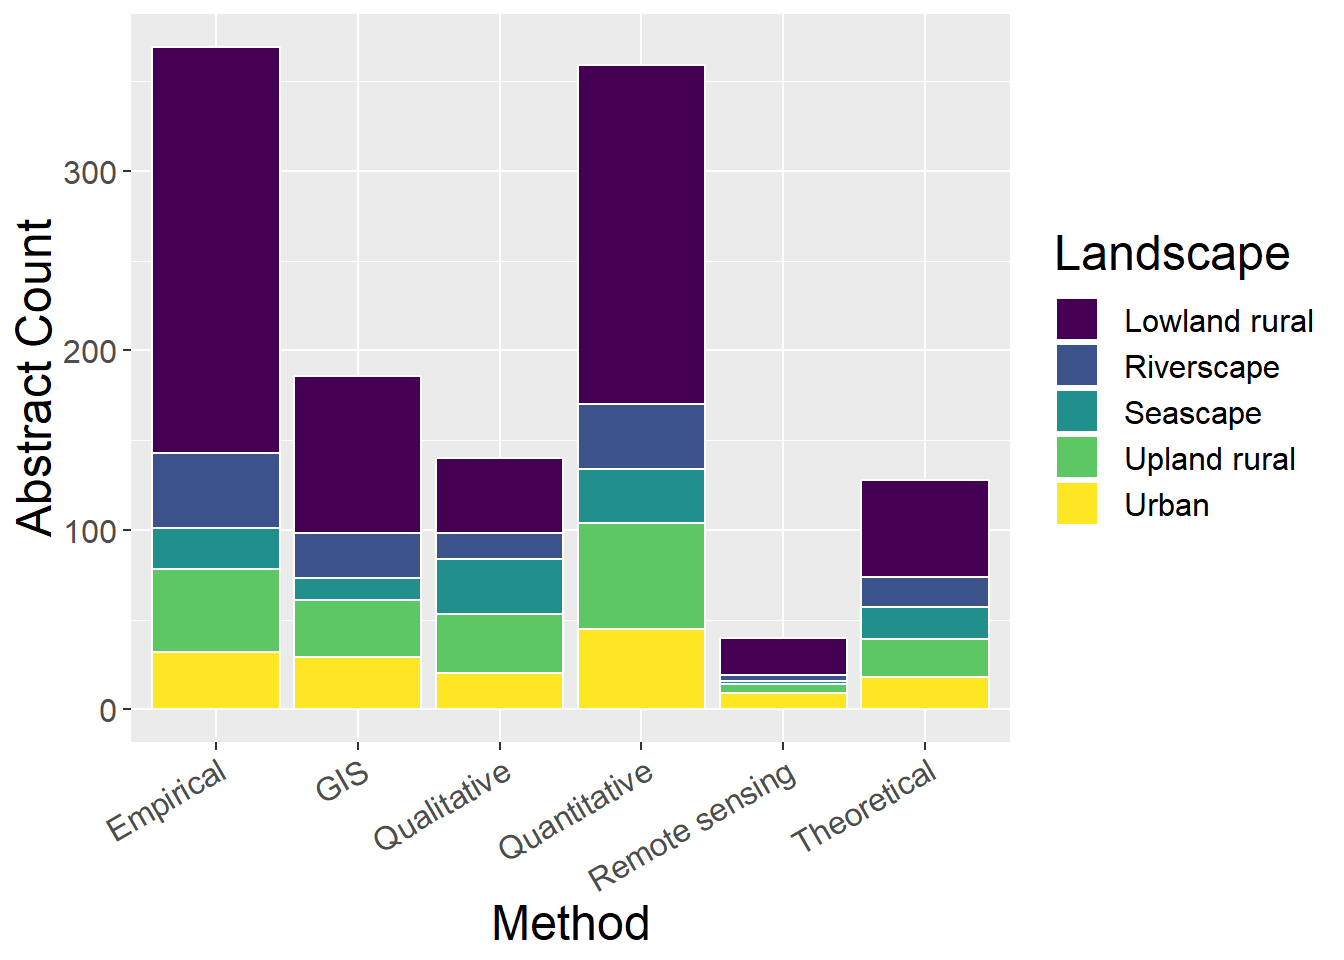 Abstract Count
300
200
100
0
Empirical
GIS
Qualitative
Quantitative
Remote sensing
Theoretical
Method
Landscape
Lowland rural
Riverscape
Seascape
Upland rural
Urban